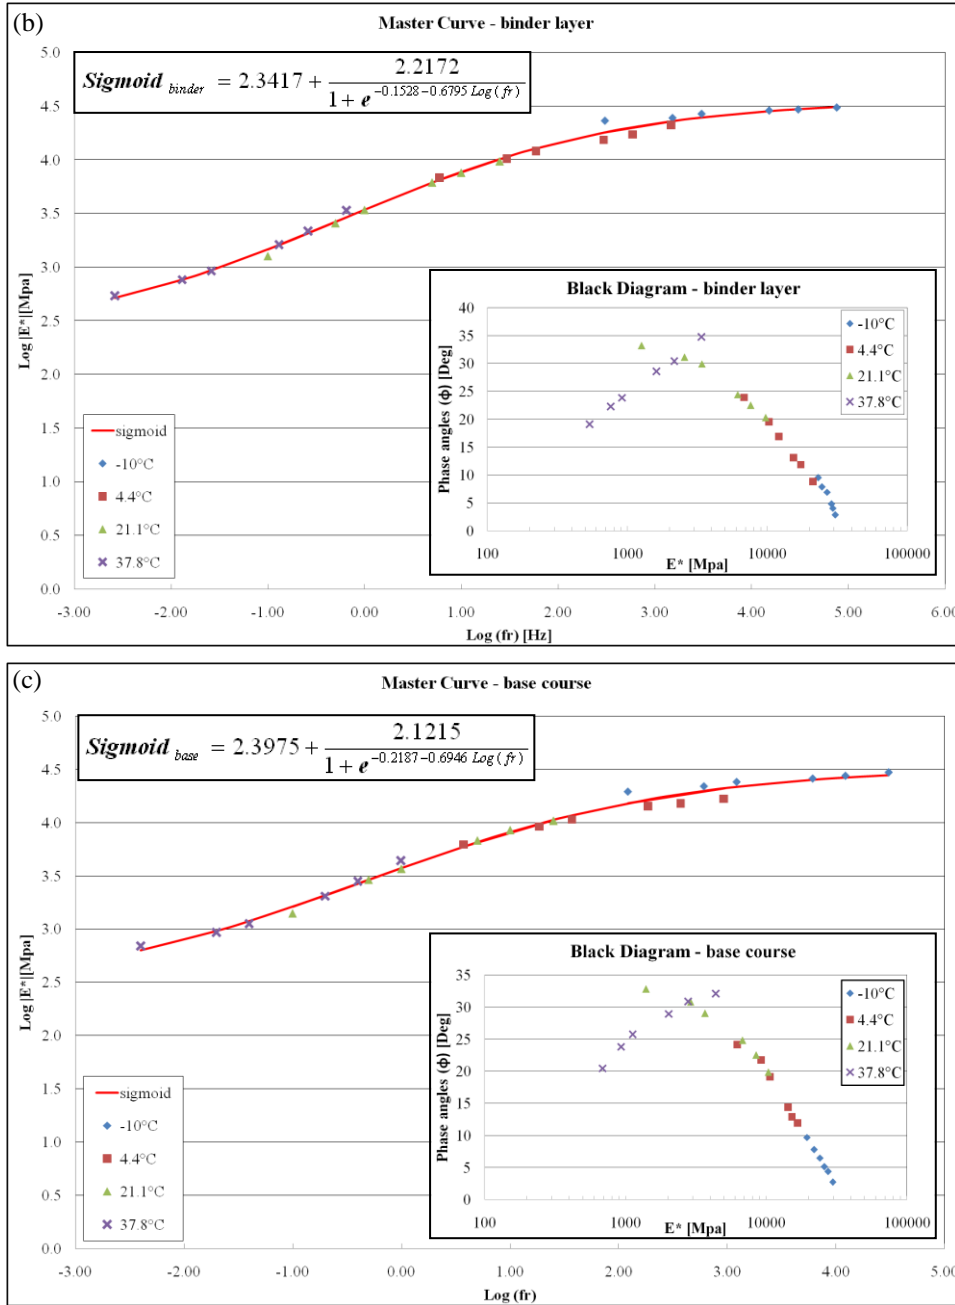 (b)
Master Curve - binder layer
Sigmoid binder = 2.3417 + 2.2172 / 1 + e^-0.1528-0.6795 Log(fr)
5.0
4.5
4.0
3.5
3.0
2.5
2.0
1.5
1.0
0.5
0.0
Log |E*|[Mpa]
sigmoid
-10°C
4.4°C
21.1°C
37.8°C
Black Diagram - binder layer
40
35
30
25
20
15
10
5
0
Phase angles (ϕ) [Deg]
-10°C
4.4°C
21.1°C
37.8°C
100 1000 10000 100000
E* [Mpa]
-3.00 -2.00 -1.00 0.00 1.00 2.00 3.00 4.00 5.00 6.00
Log (fr) [Hz]
(c)
Master Curve - base course
Sigmoid base = 2.3975 + 2.1215 / 1 + e^-0.2187-0.6946 Log(fr)
5.0
4.5
4.0
3.5
3.0
2.5
2.0
1.5
1.0
0.5
0.0
Log |E*|[Mpa]
sigmoid
-10°C
4.4°C
21.1°C
37.8°C
Black Diagram - base course
35
30
25
20
15
10
5
0
Phase angles (ϕ) [Deg]
-10°C
4.4°C
21.1°C
37.8°C
100 1000 10000 100000
E* [Mpa]
-3.00 -2.00 -1.00 0.00 1.00 2.00 3.00 4.00 5.00
Log (fr)